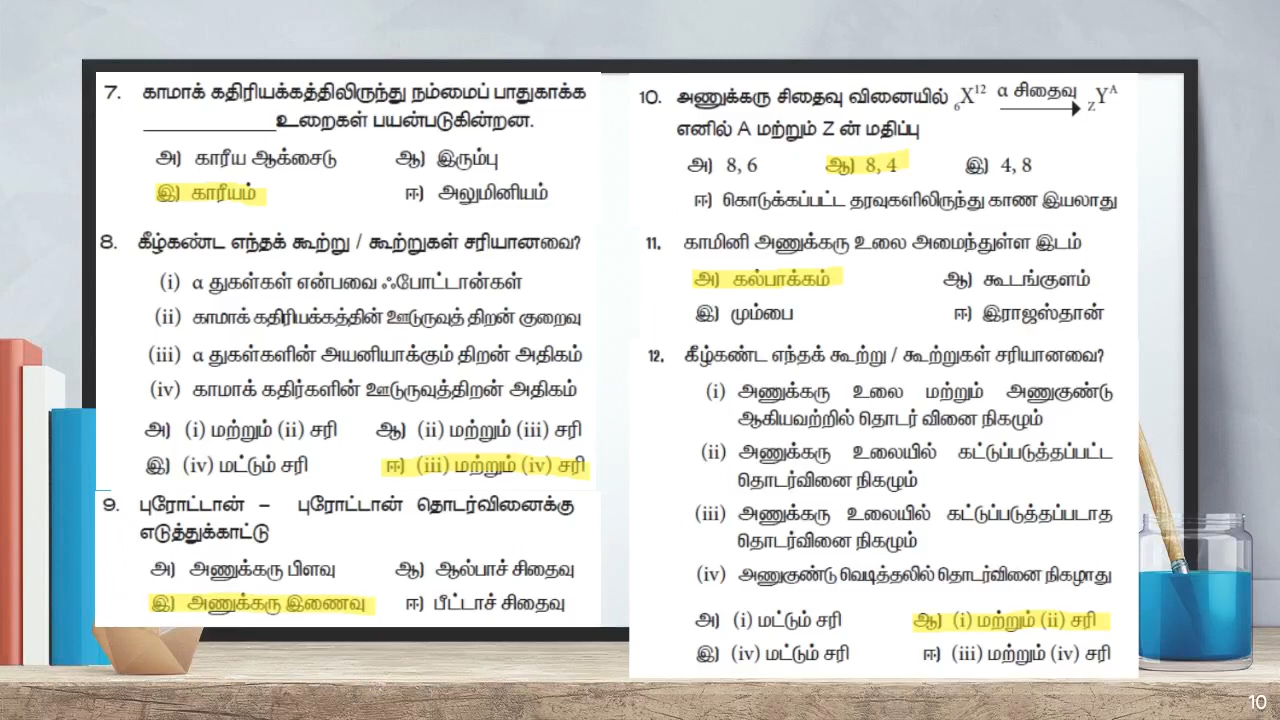 7. காமாக் கதிரியக்கத்திலிருந்து நம்மைப் பாதுகாக்க
____________உறைகள் பயன்படுகின்றன.
அ) காரீய ஆக்சைடு ஆ) இரும்பு
இ) காரீயம் ஈ) அலுமினியம்
8. கீழ்கண்ட எந்தக் கூற்று / கூற்றுகள் சரியானவை?
(i) α துகள்கள் என்பவை ஃபோட்டான்கள்
(ii) காமாக் கதிரியக்கத்தின் ஊடுருவுத் திறன் குறைவு
(iii) α துகள்களின் அயனியாக்கும் திறன் அதிகம்
(iv) காமாக் கதிர்களின் ஊடுருவுத்திறன் அதிகம்
அ) (i) மற்றும் (ii) சரி ஆ) (ii) மற்றும் (iii) சரி
இ) (iv) மட்டும் சரி ஈ) (iii) மற்றும் (iv) சரி
9. புரோட்டான் – புரோட்டான் தொடர்வினைக்கு
எடுத்துக்காட்டு
அ) அணுக்கரு பிளவு ஆ) ஆல்பாச் சிதைவு
இ) அணுக்கரு இணைவு ஈ) பீட்டாச் சிதைவு
10. அணுக்கரு சிதைவு வினையில் ₆X¹² α சிதைவு → zYᴬ
எனில் A மற்றும் Z ன் மதிப்பு
அ) 8, 6 ஆ) 8, 4 இ) 4, 8
ஈ) கொடுக்கப்பட்ட தரவுகளிலிருந்து காண இயலாது
11. காமினி அணுக்கரு உலை அமைந்துள்ள இடம்
அ) கல்பாக்கம் ஆ) கூடங்குளம்
இ) மும்பை ஈ) இராஜஸ்தான்
12. கீழ்கண்ட எந்தக் கூற்று / கூற்றுகள் சரியானவை?
(i) அணுக்கரு உலை மற்றும் அணுகுண்டு
ஆகியவற்றில் தொடர் வினை நிகழும்
(ii) அணுக்கரு உலையில் கட்டுப்படுத்தப்பட்ட
தொடர்வினை நிகழும்
(iii) அணுக்கரு உலையில் கட்டுப்படுத்தப்படாத
தொடர்வினை நிகழும்
(iv) அணுகுண்டு வெடித்தலில் தொடர்வினை நிகழாது
அ) (i) மட்டும் சரி ஆ) (i) மற்றும் (ii) சரி
இ) (iv) மட்டும் சரி ஈ) (iii) மற்றும் (iv) சரி
10